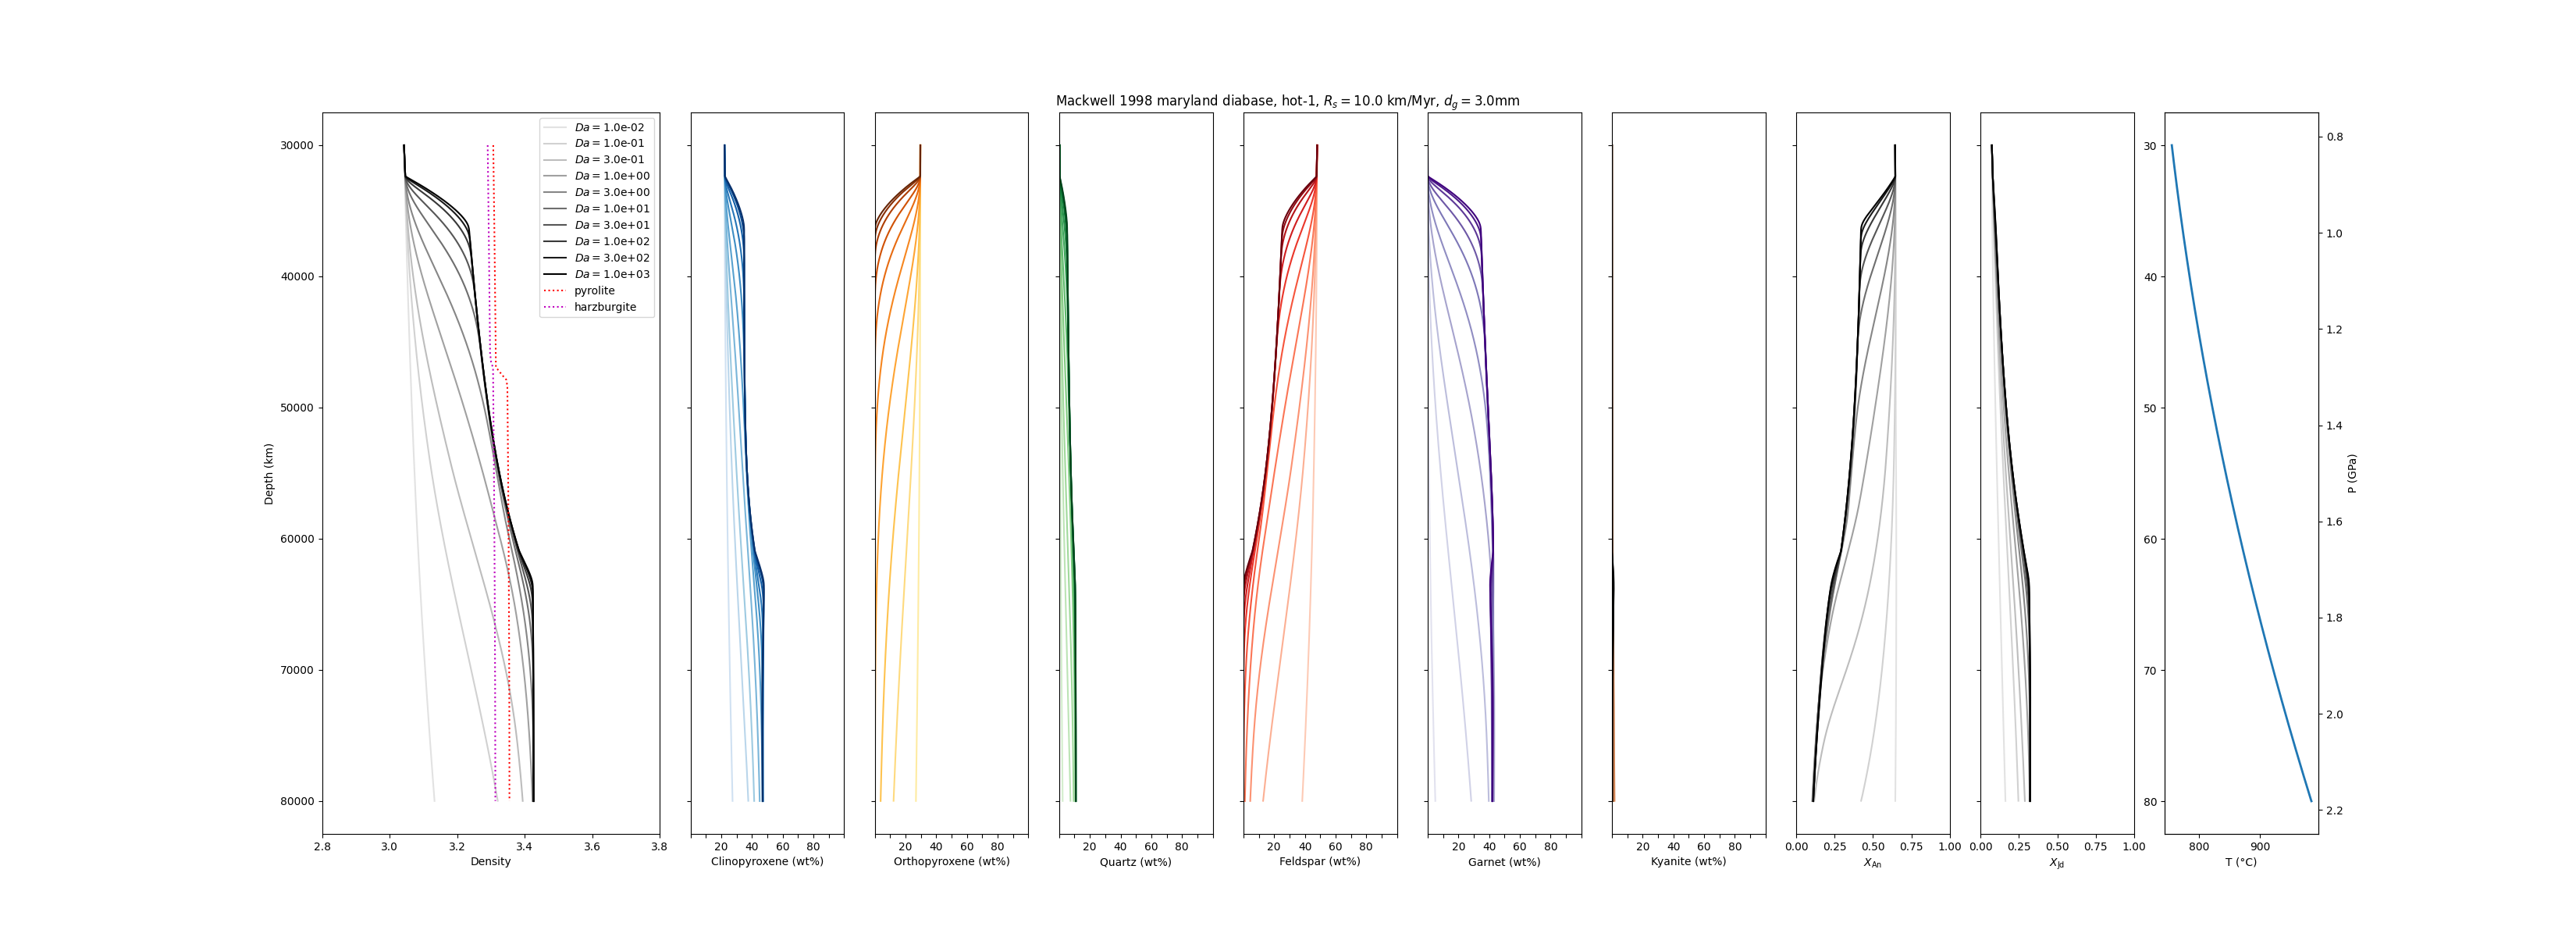 Mackwell 1998 maryland diabase, hot-1, R_s = 10.0 km/Myr, d_g = 3.0mm
Da = 1.0e-02
Da = 1.0e-01
Da = 3.0e-01
Da = 1.0e+00
Da = 3.0e+00
Da = 1.0e+01
Da = 3.0e+01
Da = 1.0e+02
Da = 3.0e+02
Da = 1.0e+03
pyrolite
harzburgite
Depth (km)
30000
40000
50000
60000
70000
80000
2.8 3.0 3.2 3.4 3.6 3.8
Density
20 40 60 80
Clinopyroxene (wt%)
20 40 60 80
Orthopyroxene (wt%)
20 40 60 80
Quartz (wt%)
20 40 60 80
Feldspar (wt%)
20 40 60 80
Garnet (wt%)
20 40 60 80
Kyanite (wt%)
0.00 0.25 0.50 0.75 1.00
X_An
0.00 0.25 0.50 0.75 1.00
X_Jd
30
40
50
60
70
80
800 900
T (°C)
0.8
1.0
1.2
1.4
1.6
1.8
2.0
2.2
P (GPa)